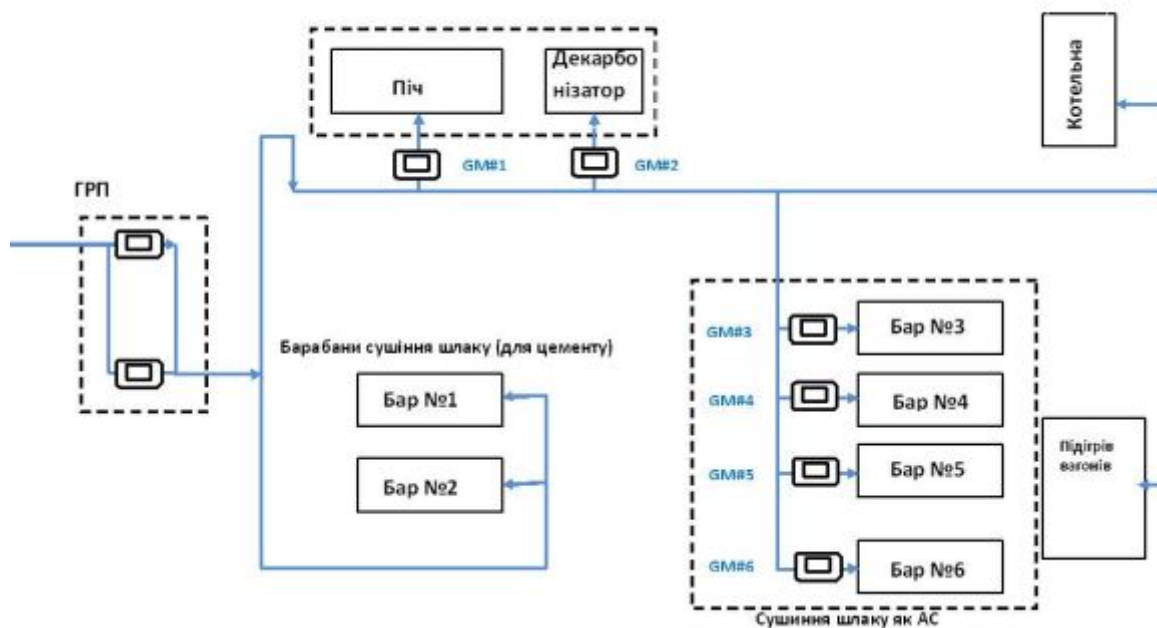 Піч
Декарбо
нізатор
Котельна
GM#1
GM#2
ГРП
Барабани сушіння шлаку (для цементу)
Бар №1
Бар №2
GM#3
Бар №3
GM#4
Бар №4
GM#5
Бар №5
GM#6
Бар №6
Підігрів
вагонів
Сушиння шлаку як АС